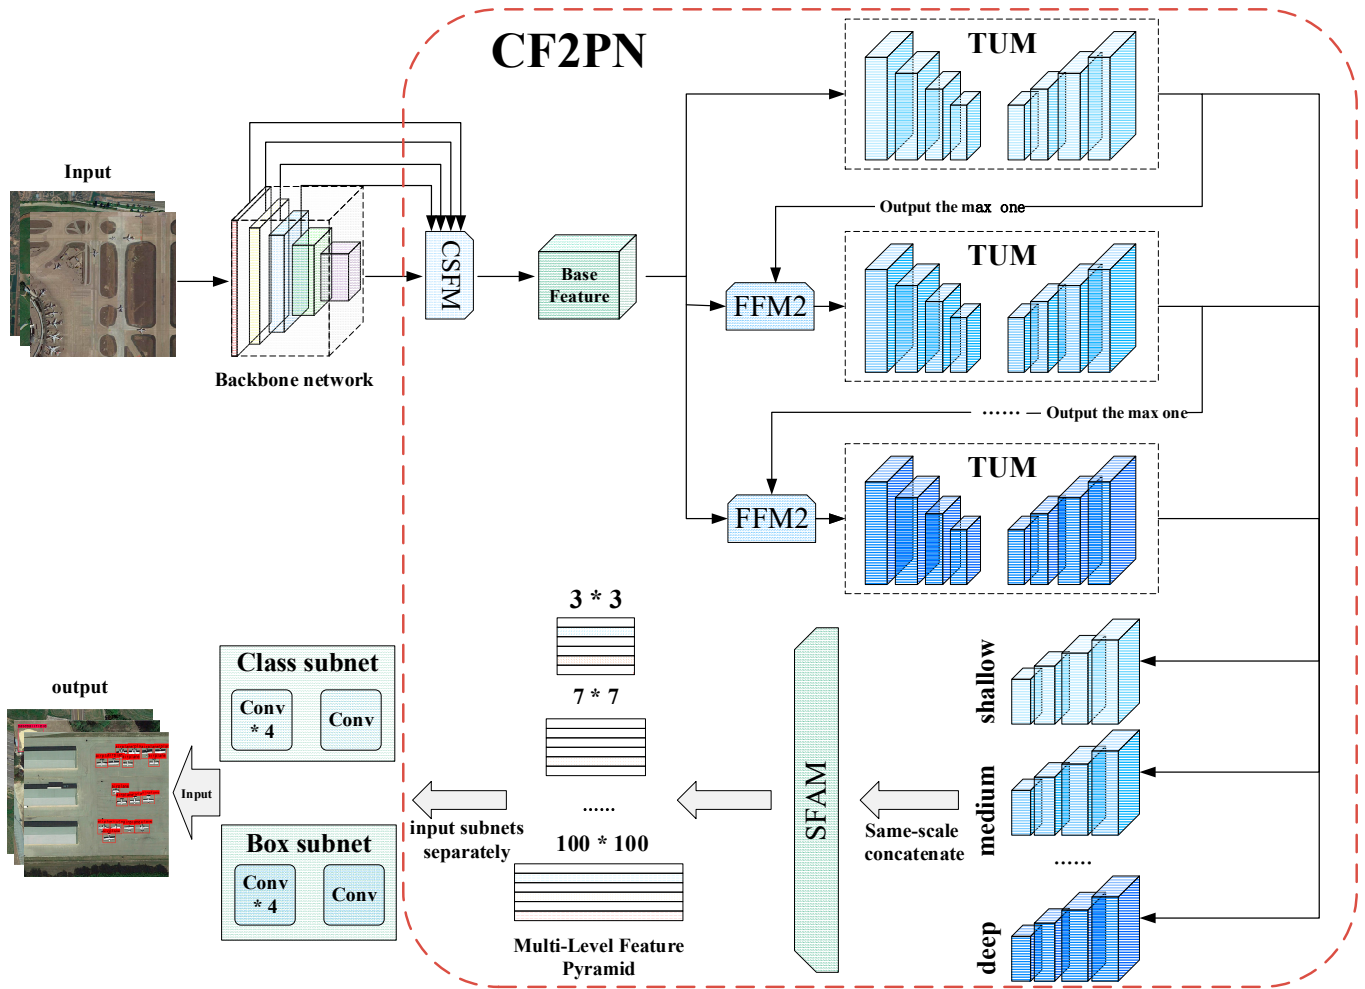 CF2PN
TUM
Input
Output the max one
CSFM
Base
Feature
FFM2
TUM
Backbone network
...... Output the max one
FFM2
TUM
3 * 3
7 * 7
......
100 * 100
Multi-Level Feature
Pyramid
SFAM
Same-scale
concatenate
shallow
medium
......
deep
input subnets
separately
Class subnet
Conv
* 4
Conv
Box subnet
Conv
* 4
Conv
Input
output